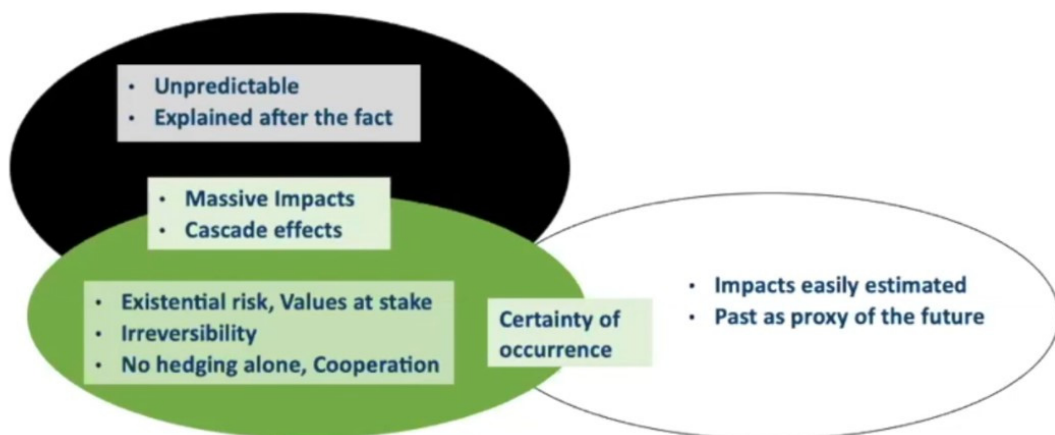 • Unpredictable
• Explained after the fact
• Massive Impacts
• Cascade effects
• Existential risk, Values at stake
• Irreversibility
• No hedging alone, Cooperation
Certainty of
occurrence
• Impacts easily estimated
• Past as proxy of the future